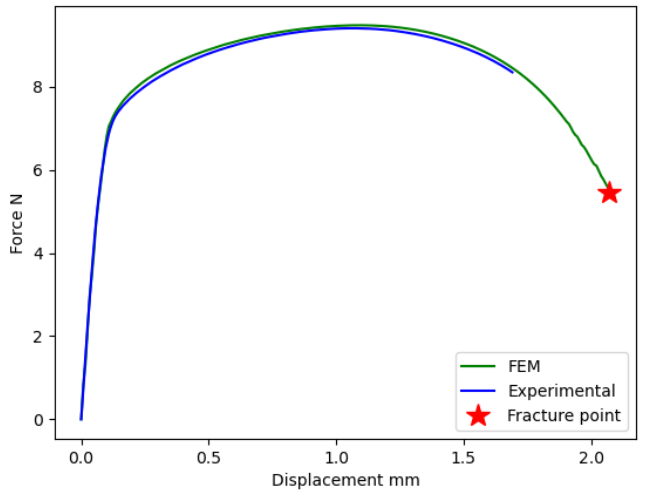 8
6
4
2
0
Force N
0.0 0.5 1.0 1.5 2.0
Displacement mm
FEM
Experimental
Fracture point